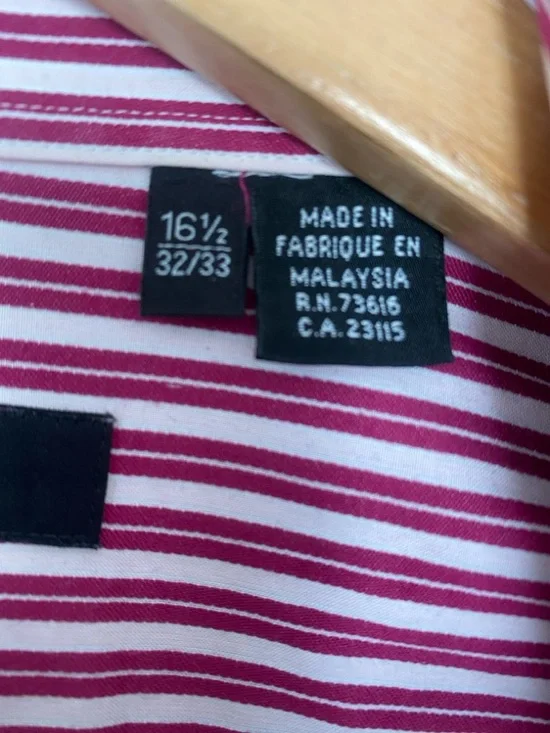 16½
32/33
MADE IN
FABRIQUE EN
MALAYSIA
R.N. 73616
C.A. 23115